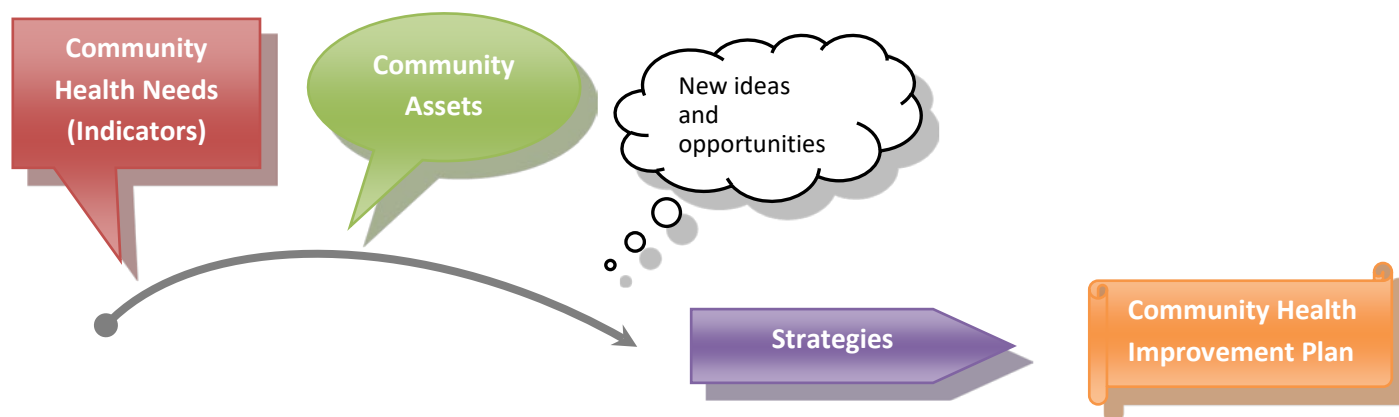 Community
Health Needs
(Indicators)
Community
Assets
New ideas
and
opportunities
Strategies
Community Health
Improvement Plan